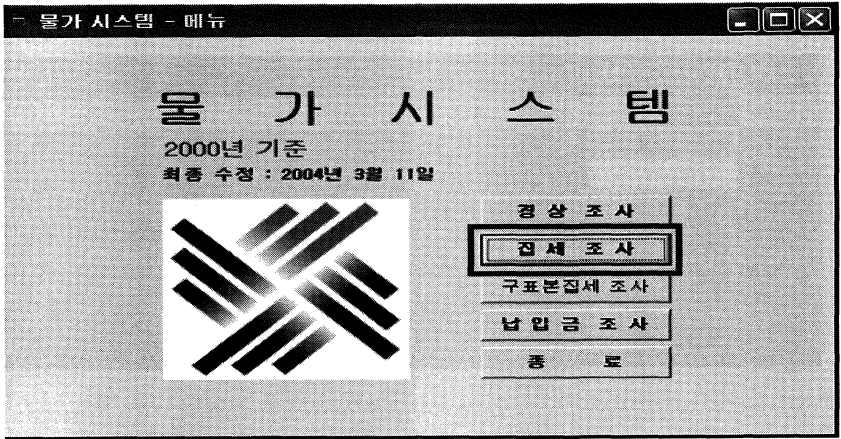 물가 시스템 - 메뉴
물 가 시 스 템
2000년 기준
최종 수정 : 2004년 3월 11일
경 상 조 사
집 세 조 사
구표본집세 조사
납 입 금 조 사
종 료